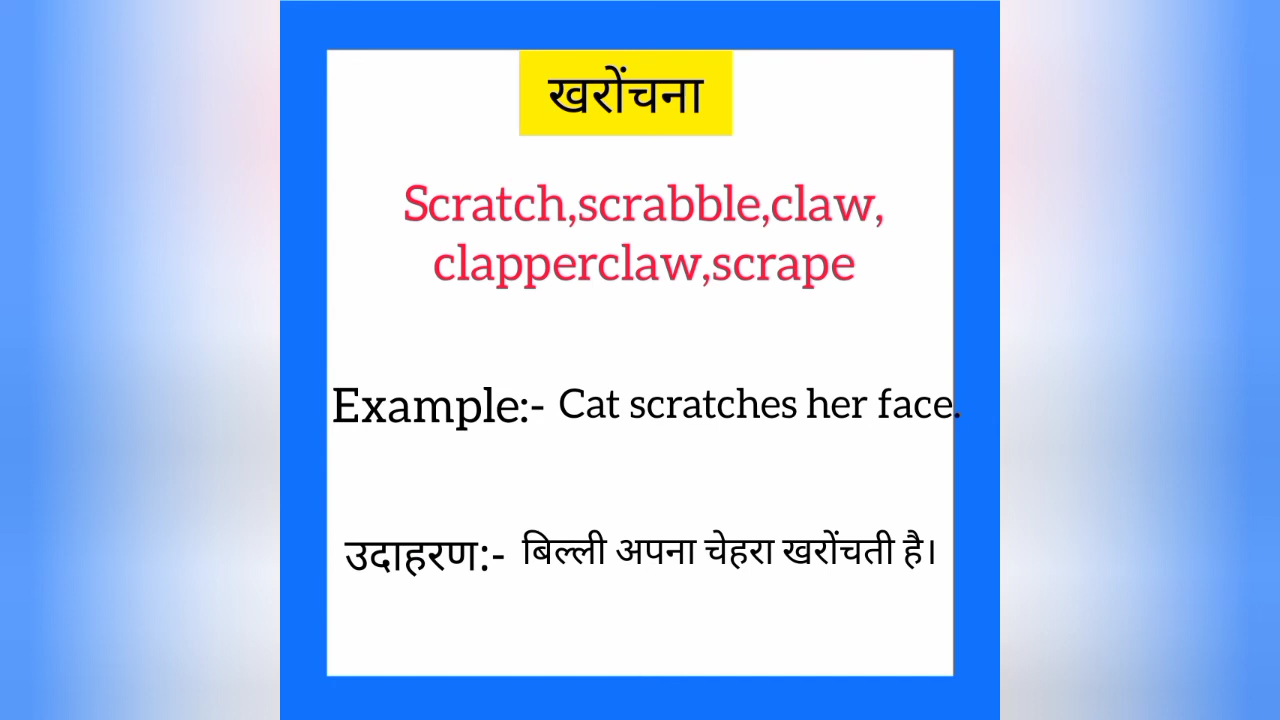 खरोंचना
Scratch,scrabble,claw,
clapperclaw,scrape
Example:- Cat scratches her face.
उदाहरण:- बिल्ली अपना चेहरा खरोंचती है।